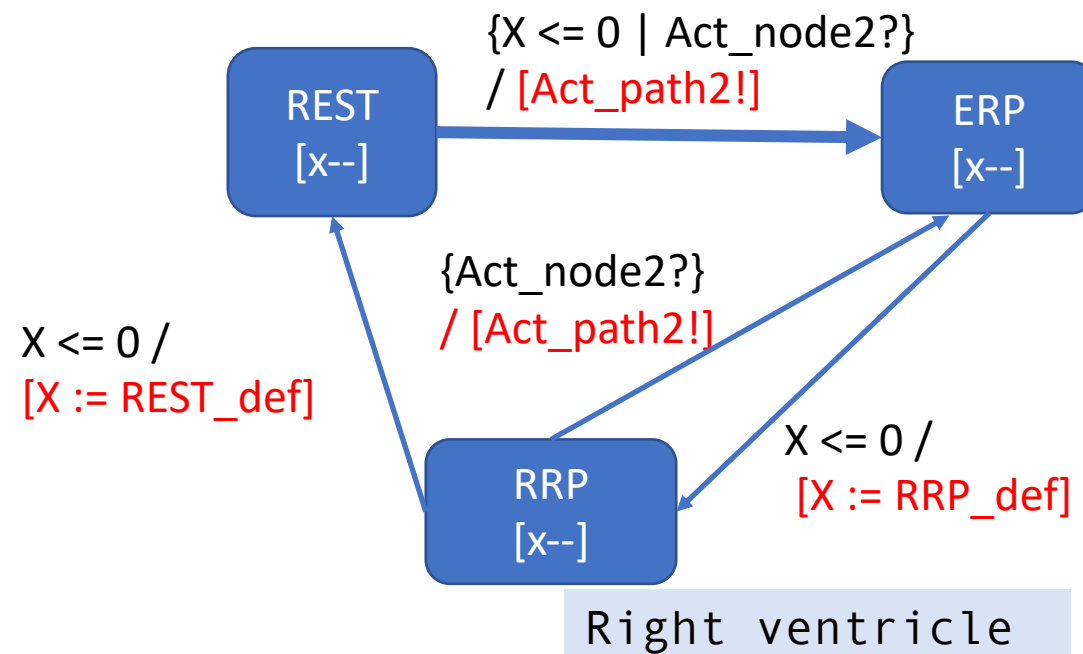 {X <= 0 | Act_node2?}
/ [Act_path2!]
REST
[x--]
ERP
[x--]
{Act_node2?}
/ [Act_path2!]
X <= 0 /
[X := REST_def]
X <= 0 /
[X := RRP_def]
RRP
[x--]
Right ventricle